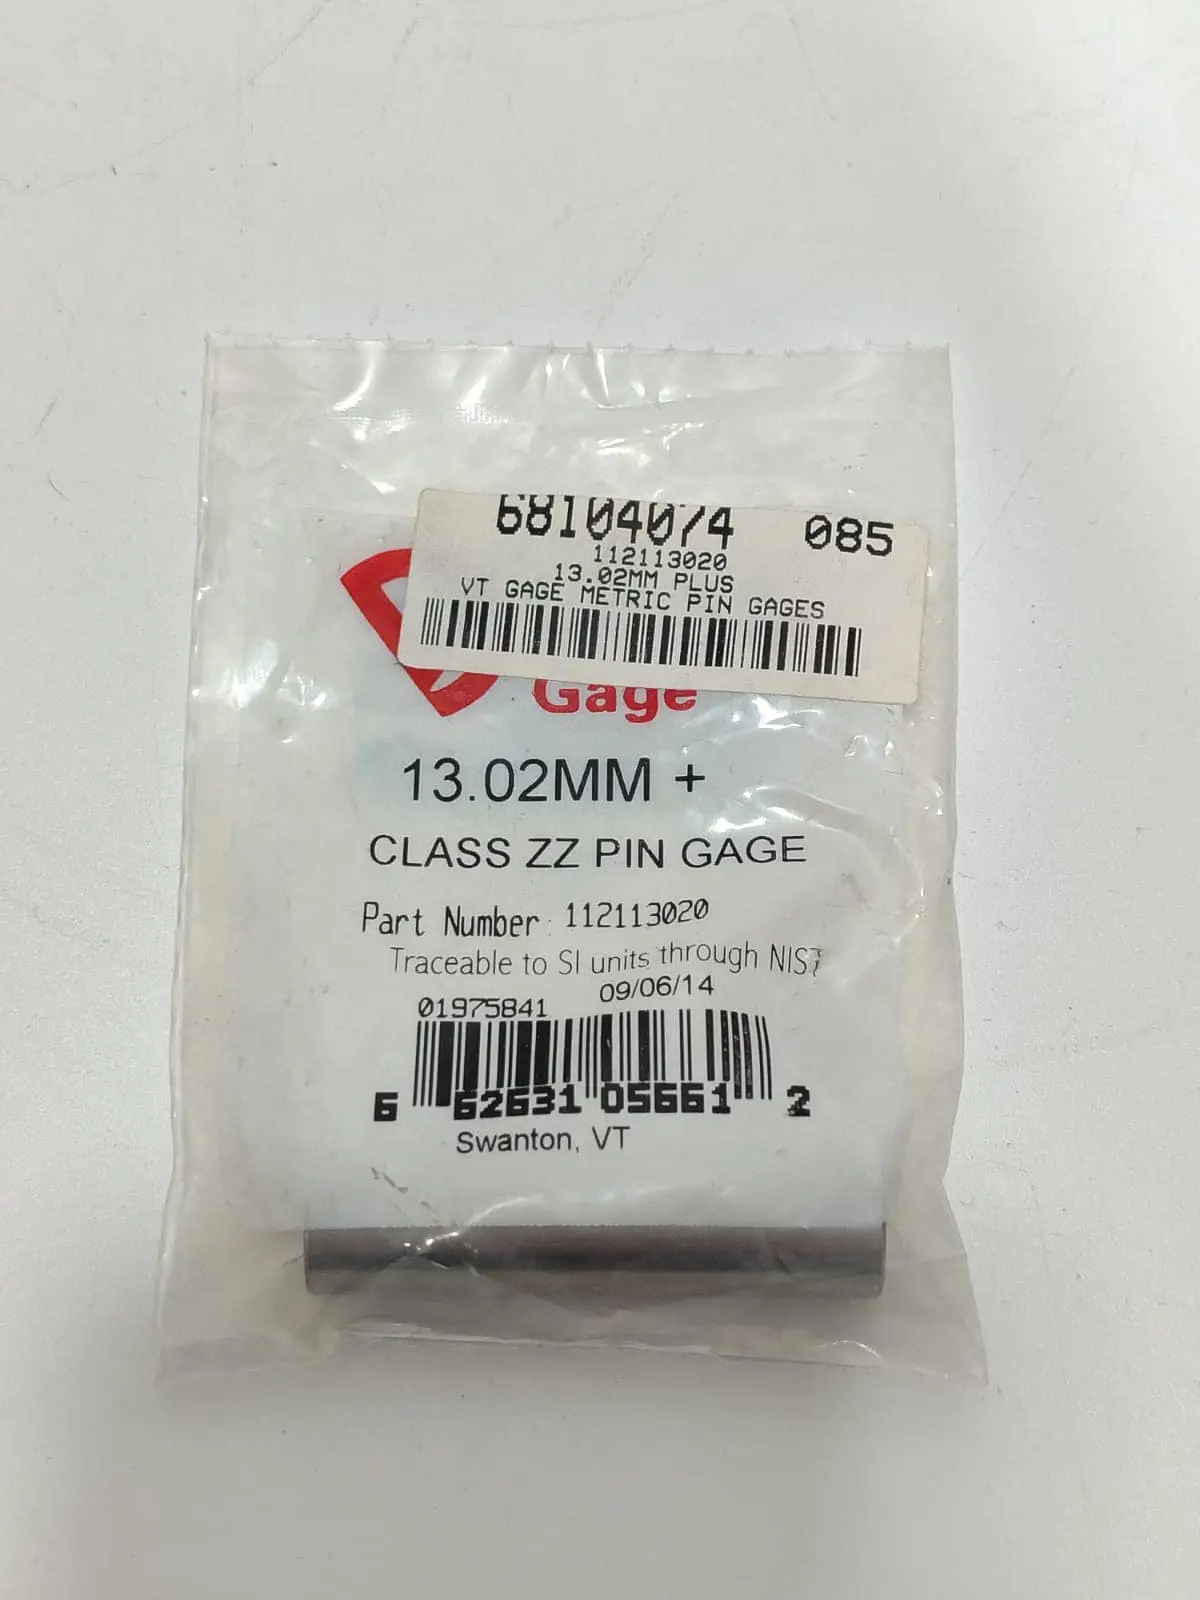 68104074 085
112113020
13.02MM PLUS
VT GAGE METRIC PIN GAGES
Gage
13.02MM +
CLASS ZZ PIN GAGE
Part Number: 112113020
Traceable to SI units through NIST
09/06/14
01975841
6 62631 05661 2
Swanton, VT